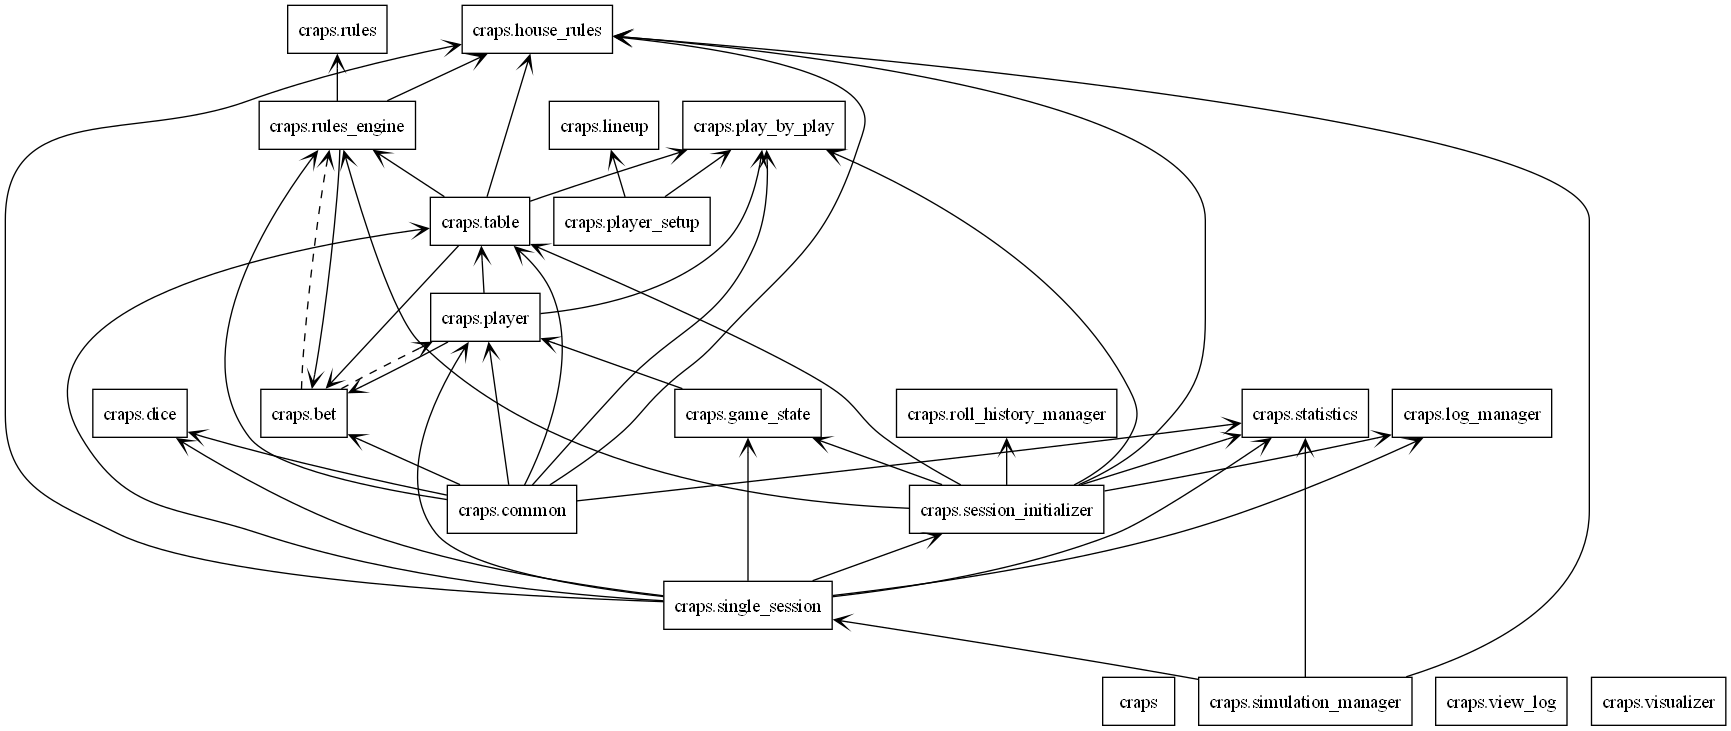 craps.rules
craps.house_rules
craps.rules_engine
craps.lineup
craps.play_by_play
craps.table
craps.player_setup
craps.player
craps.dice
craps.bet
craps.game_state
craps.roll_history_manager
craps.statistics
craps.log_manager
craps.common
craps.session_initializer
craps.single_session
craps
craps.simulation_manager
craps.view_log
craps.visualizer